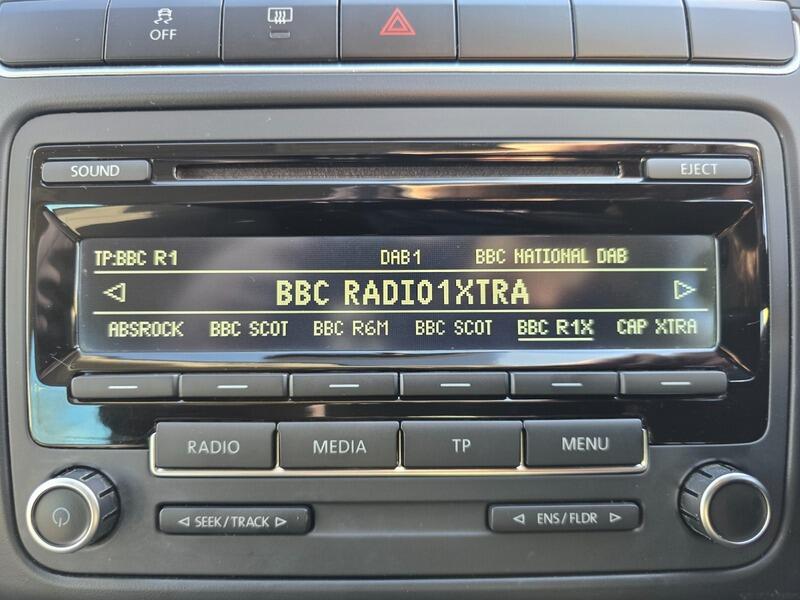 OFF
SOUND EJECT
TP:BBC R1 DAB1 BBC NATIONAL DAB
BBC RADIO1XTRA
ABSROCK BBC SCOT BBC R6M BBC SCOT BBC R1X CAP XTRA
RADIO MEDIA TP MENU
SEEK/TRACK ENS/FLDR